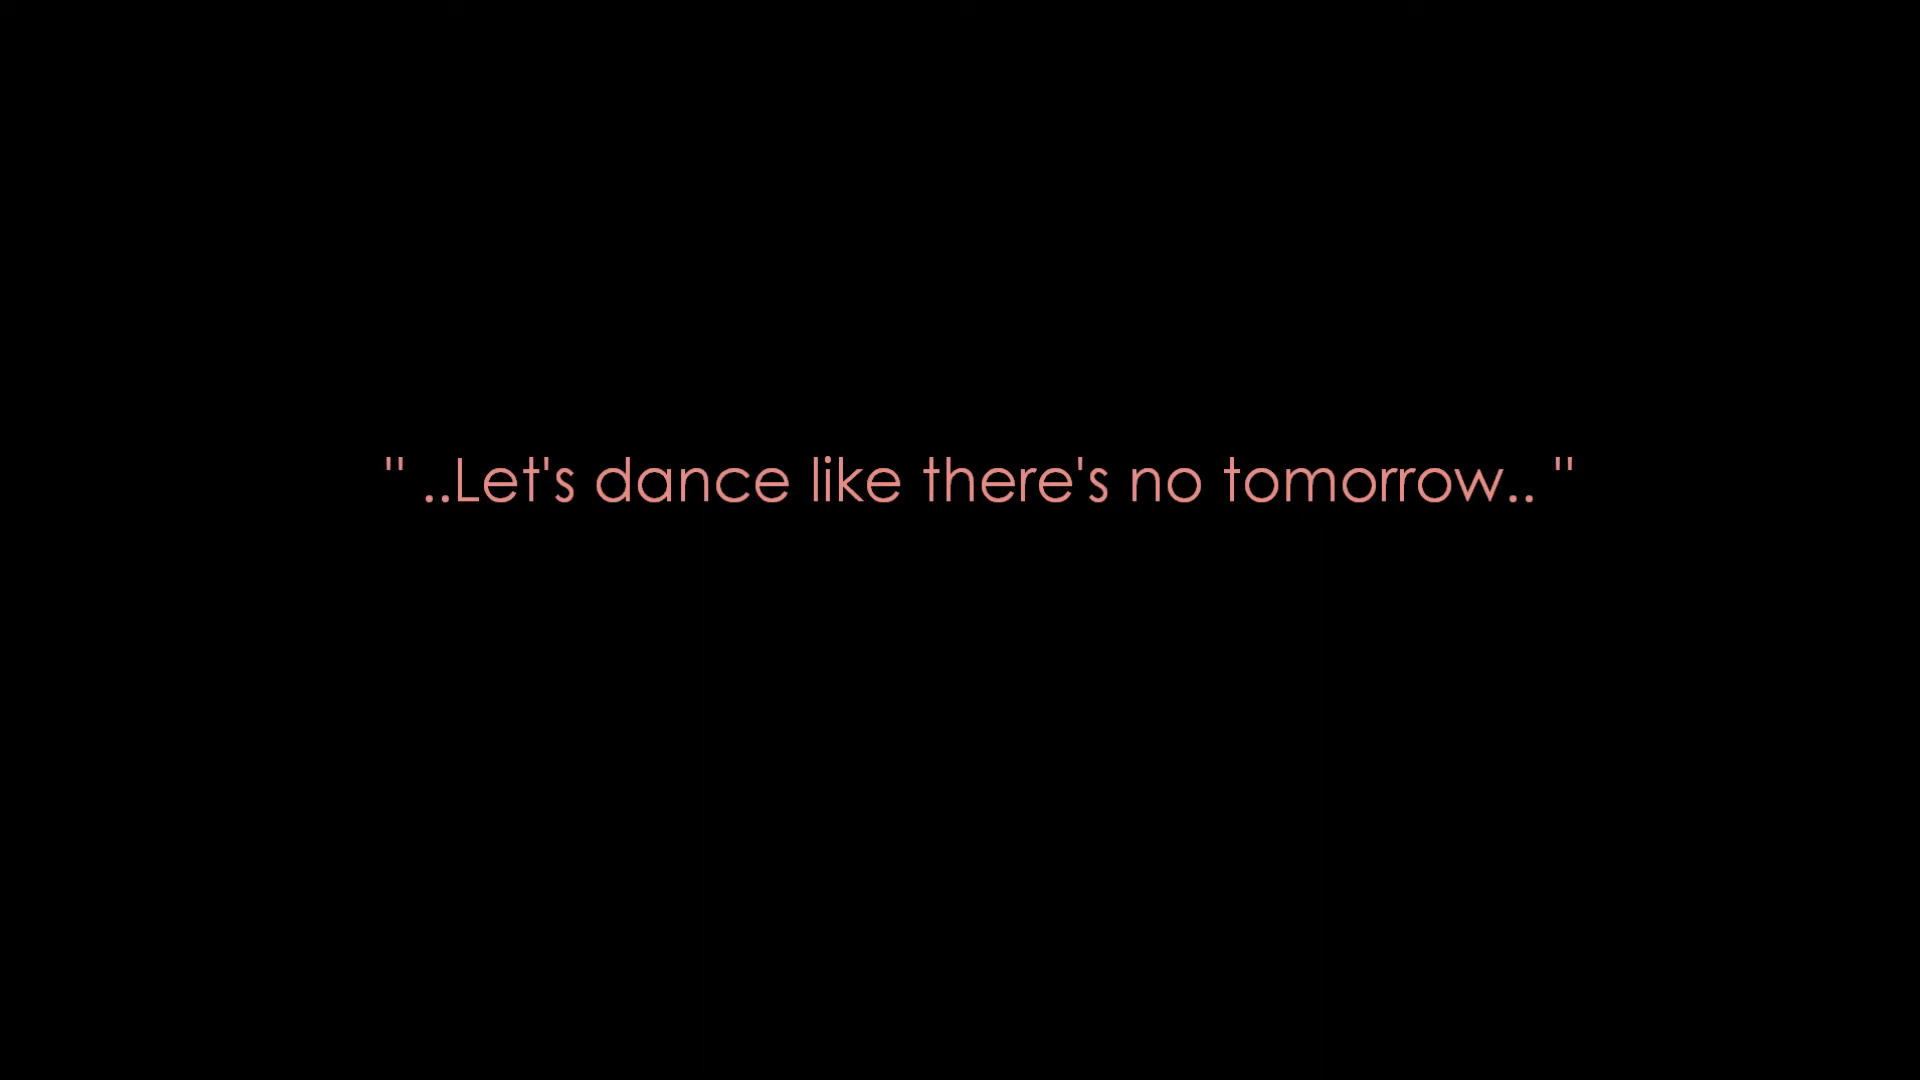 " ..Let's dance like there's no tomorrow.. "